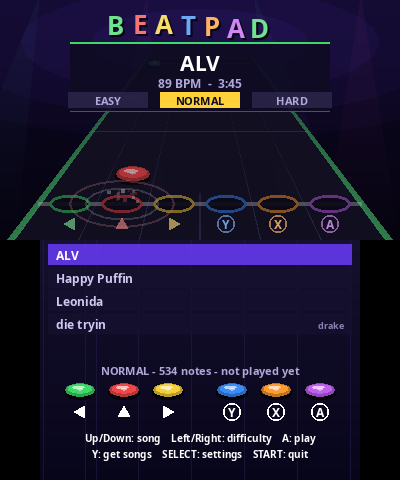 BEATPAD
ALV
89 BPM - 3:45
EASY NORMAL HARD
Y X A
ALV
Happy Puffin
Leonida
die tryin drake
NORMAL - 534 notes - not played yet
Y X A
Up/Down: song Left/Right: difficulty A: play
Y: get songs SELECT: settings START: quit